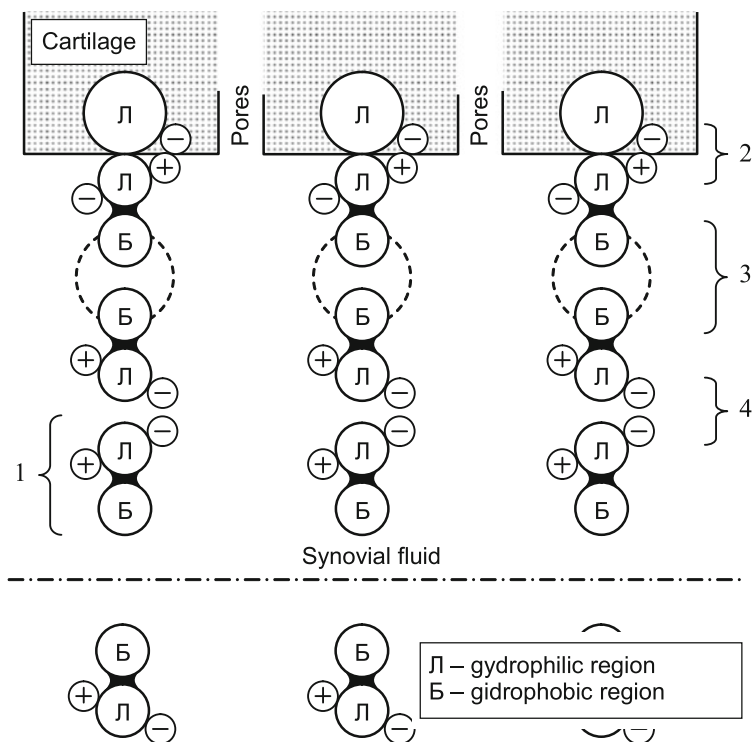 Cartilage
Pores
Pores
Л
Л
Л
− − −
2
+ + +
Л Л Л
− − −
Б Б Б
3
Б Б Б
+ + +
Л Л Л
− − −
4
− − −
1
Л Л Л
+ + +
Б Б Б
Synovial fluid
Б Б
Л – gydrophilic region
Б – gidrophobic region
+ +
Л Л
− − −